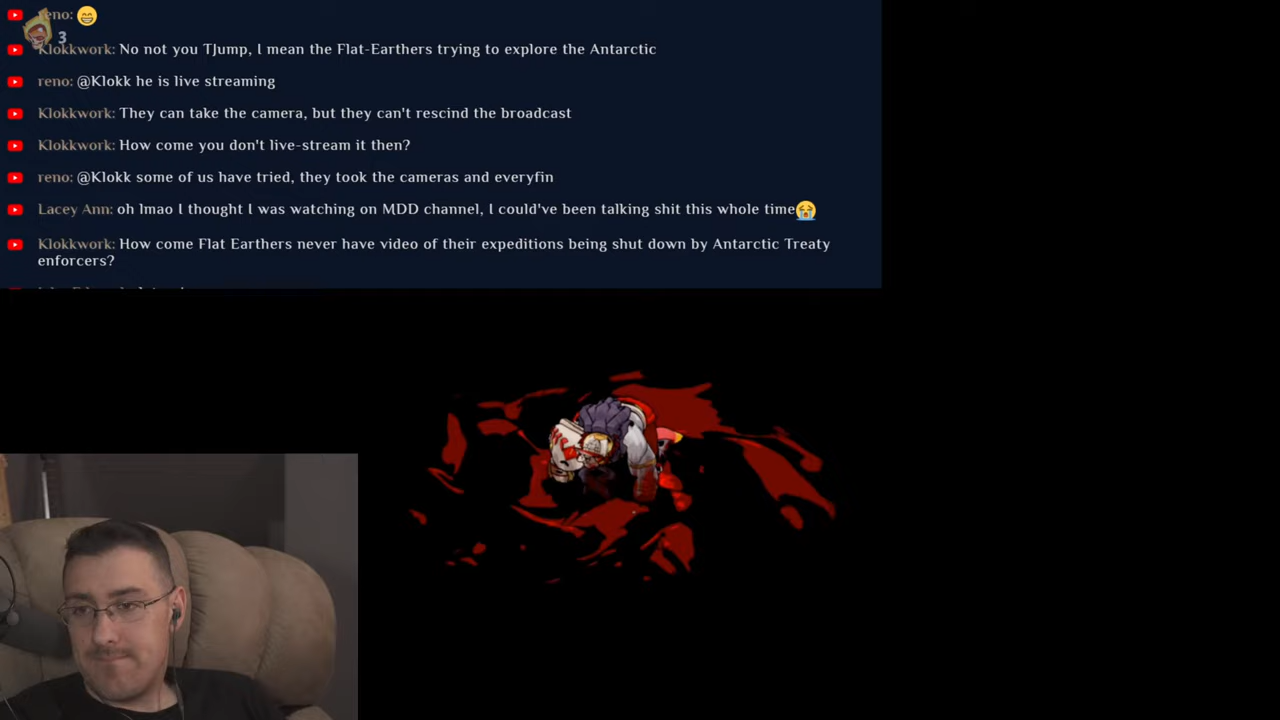 reno: 😁
3
Klokkwork: No not you TJump, I mean the Flat-Earthers trying to explore the Antarctic
reno: @Klokk he is live streaming
Klokkwork: They can take the camera, but they can't rescind the broadcast
Klokkwork: How come you don't live-stream it then?
reno: @Klokk some of us have tried, they took the cameras and everyfin
Lacey Ann: oh lmao I thought I was watching on MDD channel, I could've been talking shit this whole time😭
Klokkwork: How come Flat Earthers never have video of their expeditions being shut down by Antarctic Treaty
enforcers?